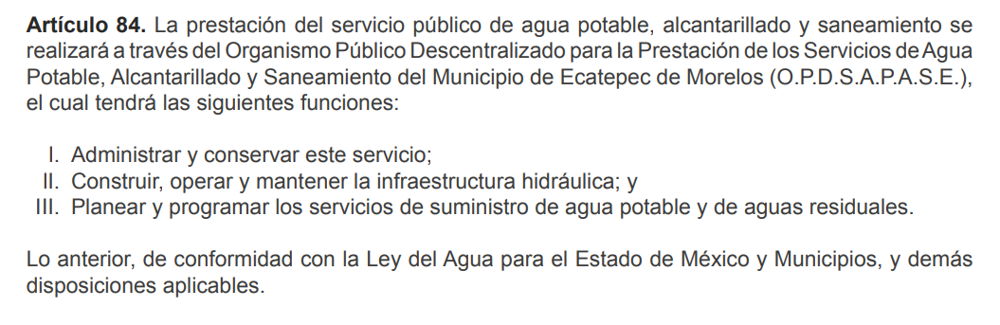 Artículo 84. La prestación del servicio público de agua potable, alcantarillado y saneamiento se
realizará a través del Organismo Público Descentralizado para la Prestación de los Servicios de Agua
Potable, Alcantarillado y Saneamiento del Municipio de Ecatepec de Morelos (O.P.D.S.A.P.A.S.E.),
el cual tendrá las siguientes funciones:
I. Administrar y conservar este servicio;
II. Construir, operar y mantener la infraestructura hidráulica; y
III. Planear y programar los servicios de suministro de agua potable y de aguas residuales.
Lo anterior, de conformidad con la Ley del Agua para el Estado de México y Municipios, y demás
disposiciones aplicables.